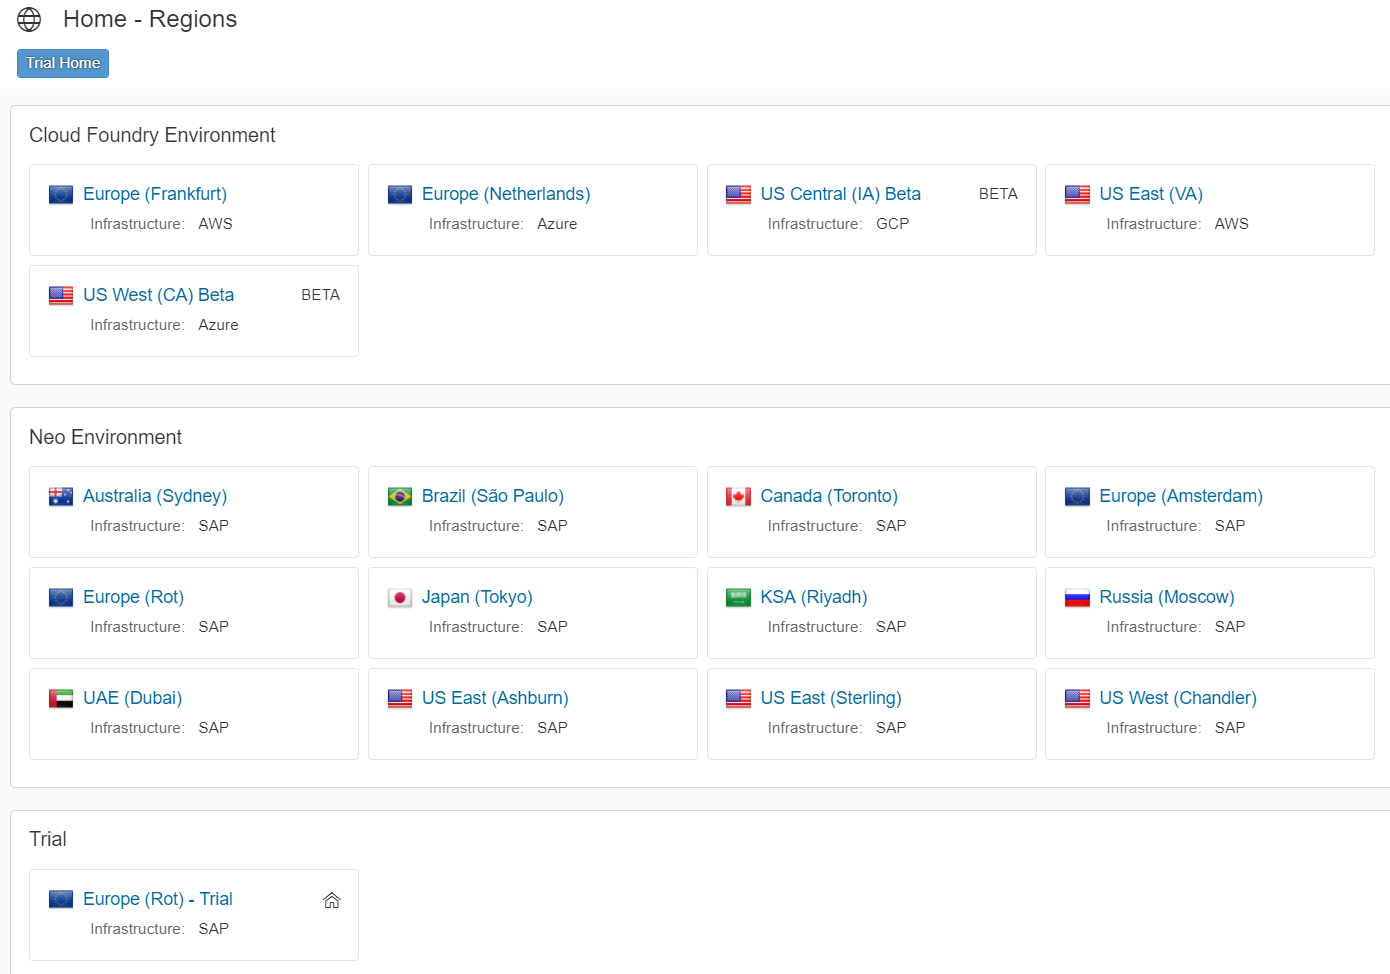 Home - Regions
Trial Home
Cloud Foundry Environment
Europe (Frankfurt)
Infrastructure: AWS
Europe (Netherlands)
Infrastructure: Azure
US Central (IA) Beta BETA
Infrastructure: GCP
US East (VA)
Infrastructure: AWS
US West (CA) Beta BETA
Infrastructure: Azure
Neo Environment
Australia (Sydney)
Infrastructure: SAP
Brazil (São Paulo)
Infrastructure: SAP
Canada (Toronto)
Infrastructure: SAP
Europe (Amsterdam)
Infrastructure: SAP
Europe (Rot)
Infrastructure: SAP
Japan (Tokyo)
Infrastructure: SAP
KSA (Riyadh)
Infrastructure: SAP
Russia (Moscow)
Infrastructure: SAP
UAE (Dubai)
Infrastructure: SAP
US East (Ashburn)
Infrastructure: SAP
US East (Sterling)
Infrastructure: SAP
US West (Chandler)
Infrastructure: SAP
Trial
Europe (Rot) - Trial
Infrastructure: SAP